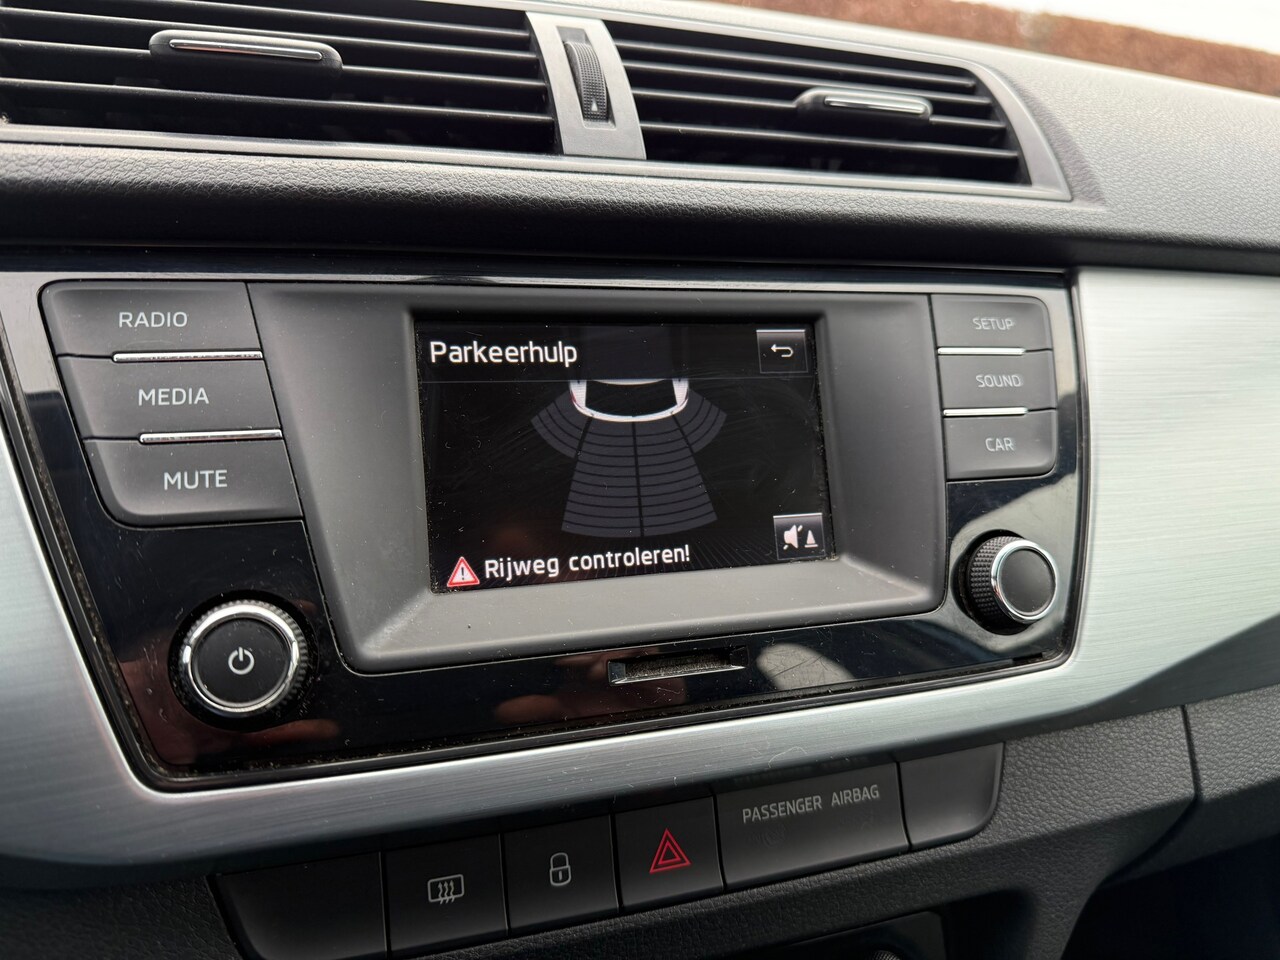 RADIO
MEDIA
MUTE
Parkeerhulp
Rijweg controleren!
SETUP
SOUND
CAR
PASSENGER AIRBAG